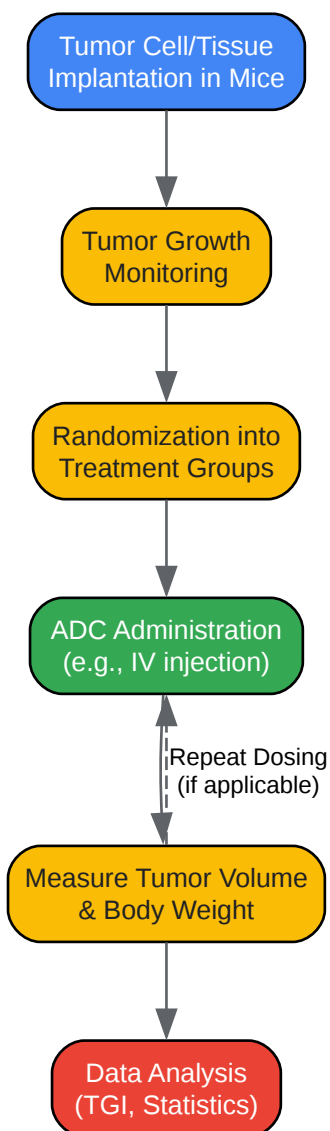 Tumor Cell/Tissue
Implantation in Mice
Tumor Growth
Monitoring
Randomization into
Treatment Groups
ADC Administration
(e.g., IV injection)
Repeat Dosing
(if applicable)
Measure Tumor Volume
& Body Weight
Data Analysis
(TGI, Statistics)